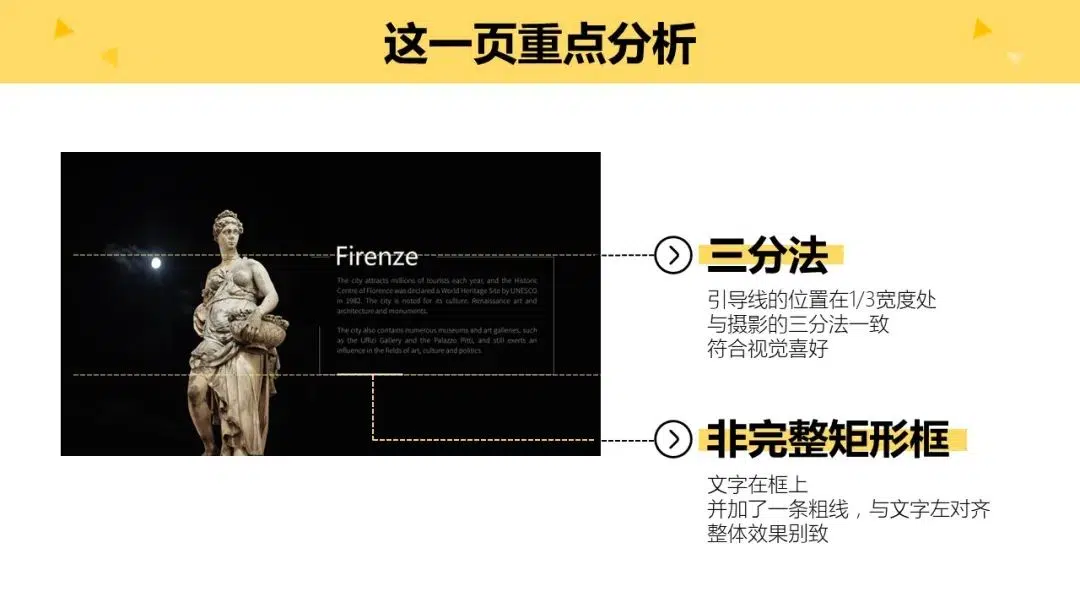 这一页重点分析
Firenze
The city attracts millions of tourists each year, and the Historic
Centre of Florence was declared a World Heritage Site by UNESCO
in 1982. The city is noted for its culture, Renaissance art and
architecture and monuments.
The city also contains numerous museums and art galleries, such
as the Uffizi Gallery and the Palazzo Pitti, and still exerts an
influence in the fields of art, culture and politics.
三分法
引导线的位置在1/3宽度处
与摄影的三分法一致
符合视觉喜好
非完整矩形框
文字在框上
并加了一条粗线，与文字左对齐
整体效果别致